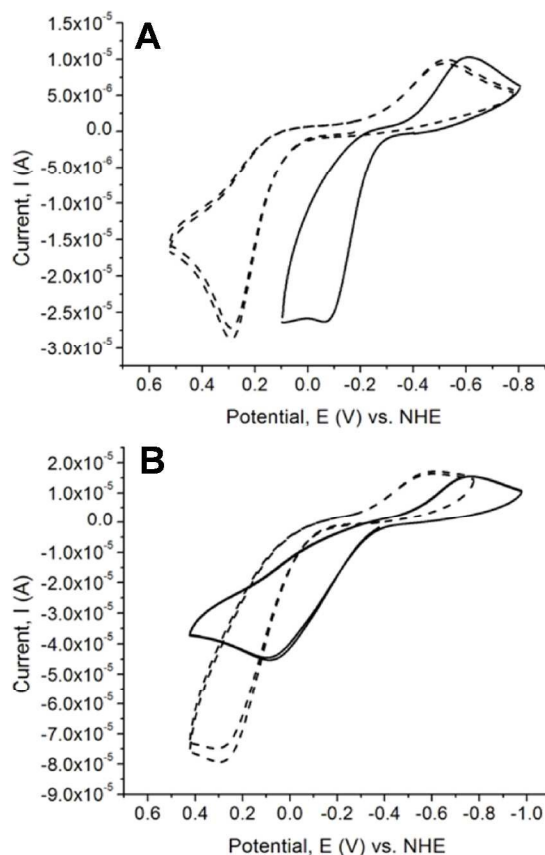 A
1.5x10⁻⁵
1.0x10⁻⁵
5.0x10⁻⁶
0.0
-5.0x10⁻⁶
-1.0x10⁻⁵
-1.5x10⁻⁵
-2.0x10⁻⁵
-2.5x10⁻⁵
-3.0x10⁻⁵
Current, I (A)
0.6 0.4 0.2 0.0 -0.2 -0.4 -0.6 -0.8
Potential, E (V) vs. NHE
B
2.0x10⁻⁵
1.0x10⁻⁵
0.0
-1.0x10⁻⁵
-2.0x10⁻⁵
-3.0x10⁻⁵
-4.0x10⁻⁵
-5.0x10⁻⁵
-6.0x10⁻⁵
-7.0x10⁻⁵
-8.0x10⁻⁵
-9.0x10⁻⁵
Current, I (A)
0.6 0.4 0.2 0.0 -0.2 -0.4 -0.6 -0.8 -1.0
Potential, E (V) vs. NHE